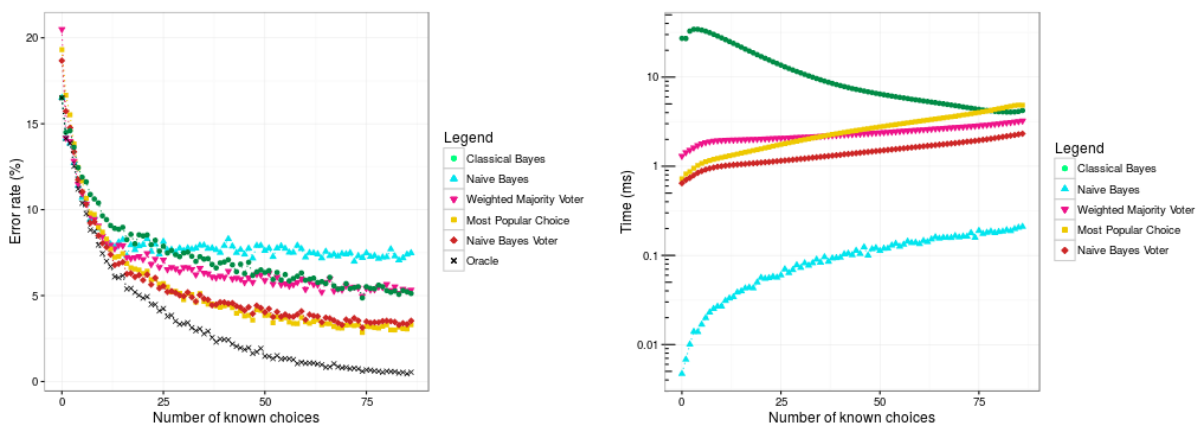 20
15
10
5
0
Error rate (%)
0
25
50
75
Number of known choices
Legend
Classical Bayes
Naive Bayes
Weighted Majority Voter
Most Popular Choice
Naive Bayes Voter
Oracle
10
1
0.1
0.01
Time (ms)
0
25
50
75
Number of known choices
Legend
Classical Bayes
Naive Bayes
Weighted Majority Voter
Most Popular Choice
Naive Bayes Voter